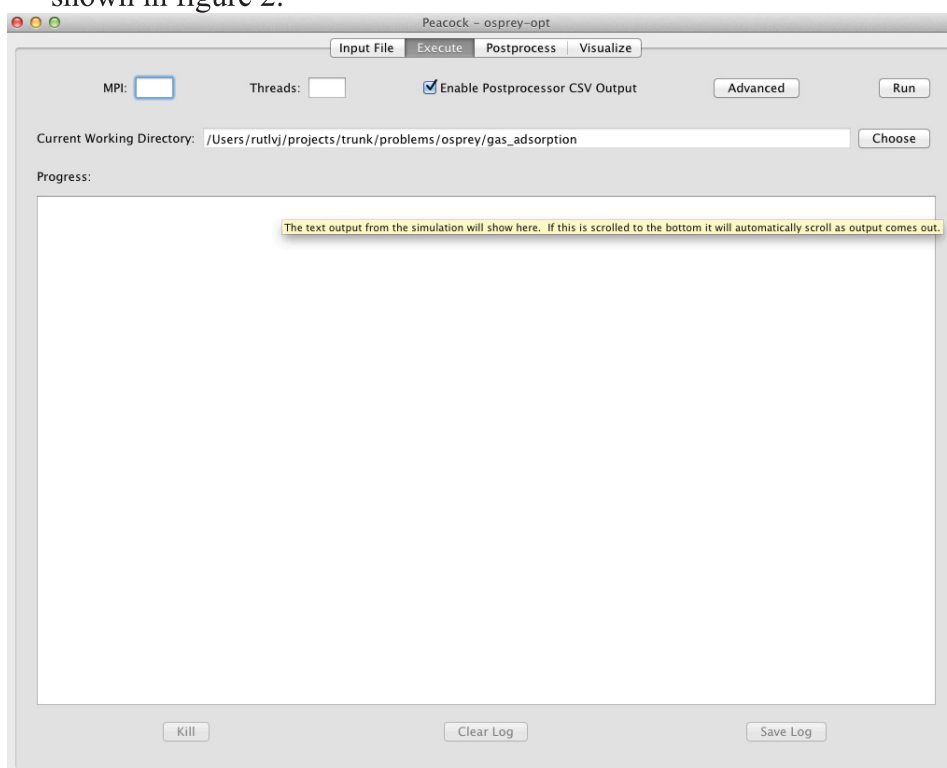 shown in figure 2.
Peacock – osprey-opt
Input File Execute Postprocess Visualize
MPI: Threads: Enable Postprocessor CSV Output Advanced Run
Current Working Directory: /Users/rutlvj/projects/trunk/problems/osprey/gas_adsorption Choose
Progress:
The text output from the simulation will show here. If this is scrolled to the bottom it will automatically scroll as output comes out.
Kill Clear Log Save Log